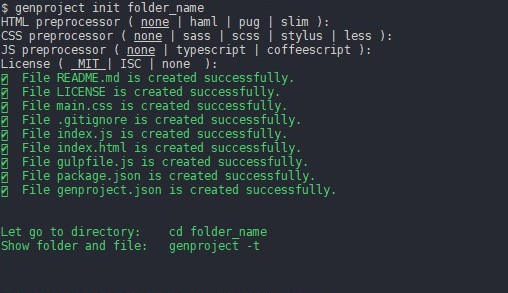 $ genproject init folder_name
HTML preprocessor ( none | haml | pug | slim ):
CSS preprocessor ( none | sass | scss | stylus | less ):
JS preprocessor ( none | typescript | coffeescript ):
License ( MIT | ISC | none ):
☑ File README.md is created successfully.
☑ File LICENSE is created successfully.
☑ File main.css is created successfully.
☑ File .gitignore is created successfully.
☑ File index.js is created successfully.
☑ File index.html is created successfully.
☑ File gulpfile.js is created successfully.
☑ File package.json is created successfully.
☑ File genproject.json is created successfully.
Let go to directory: cd folder_name
Show folder and file: genproject -t